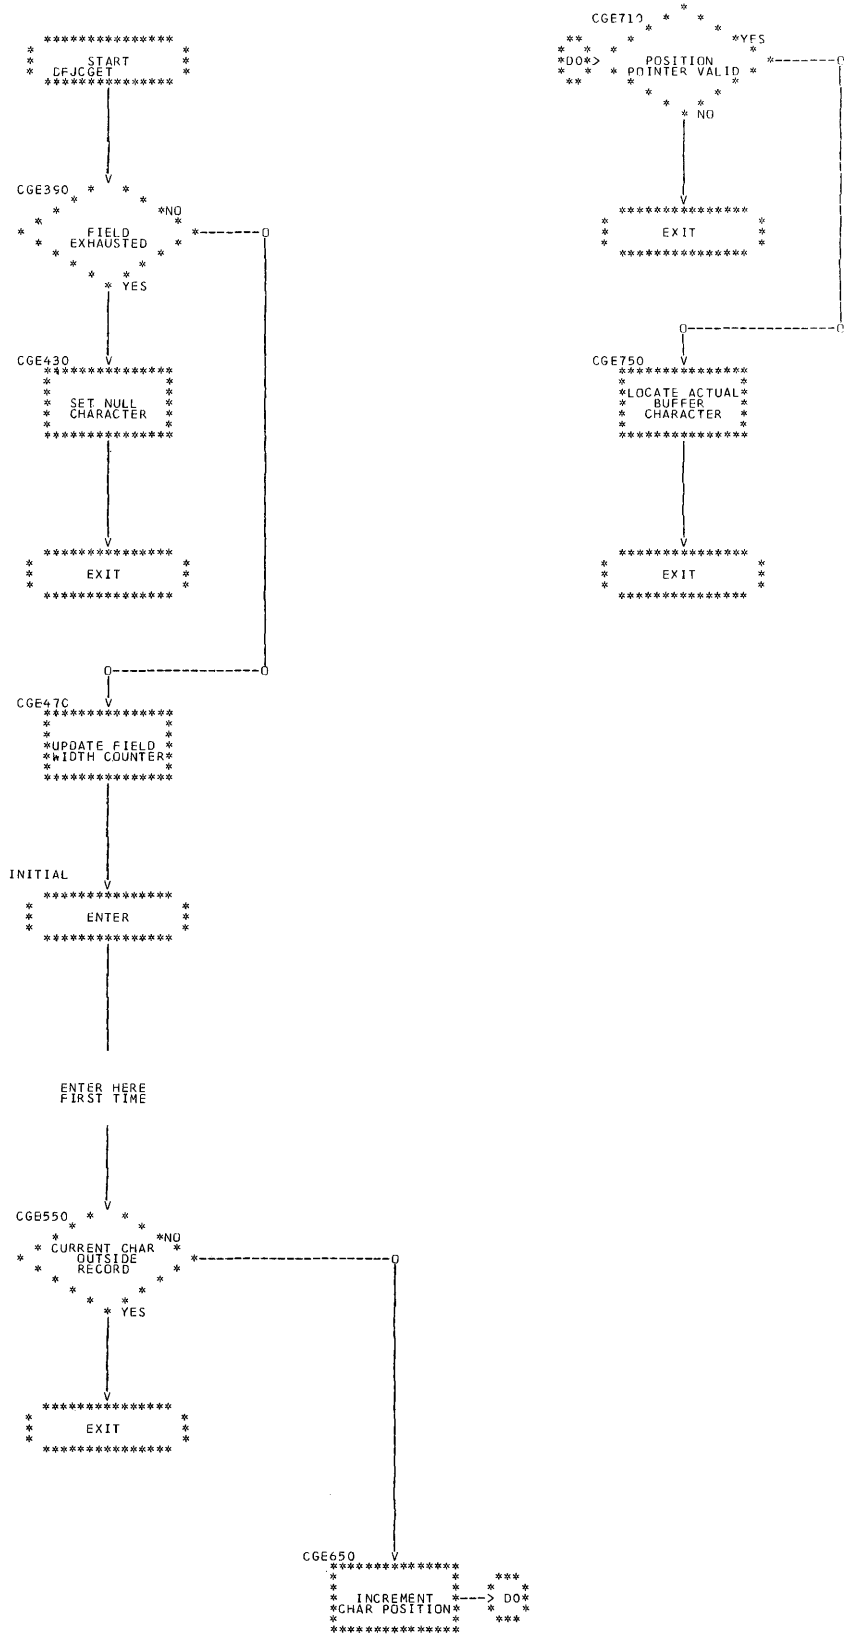 START
DFJCGET
CGE390
NO
FIELD
EXHAUSTED
YES
CGE430
SET NULL
CHARACTER
EXIT
CGE47C
UPDATE FIELD
WIDTH COUNTER
INITIAL
ENTER
ENTER HERE
FIRST TIME
CGB550
NO
CURRENT CHAR
OUTSIDE
RECORD
YES
EXIT
CGE650
INCREMENT
CHAR POSITION
DO
CGE710
YES
DO
POSITION
POINTER VALID
NO
EXIT
CGE750
LOCATE ACTUAL
BUFFER
CHARACTER
EXIT